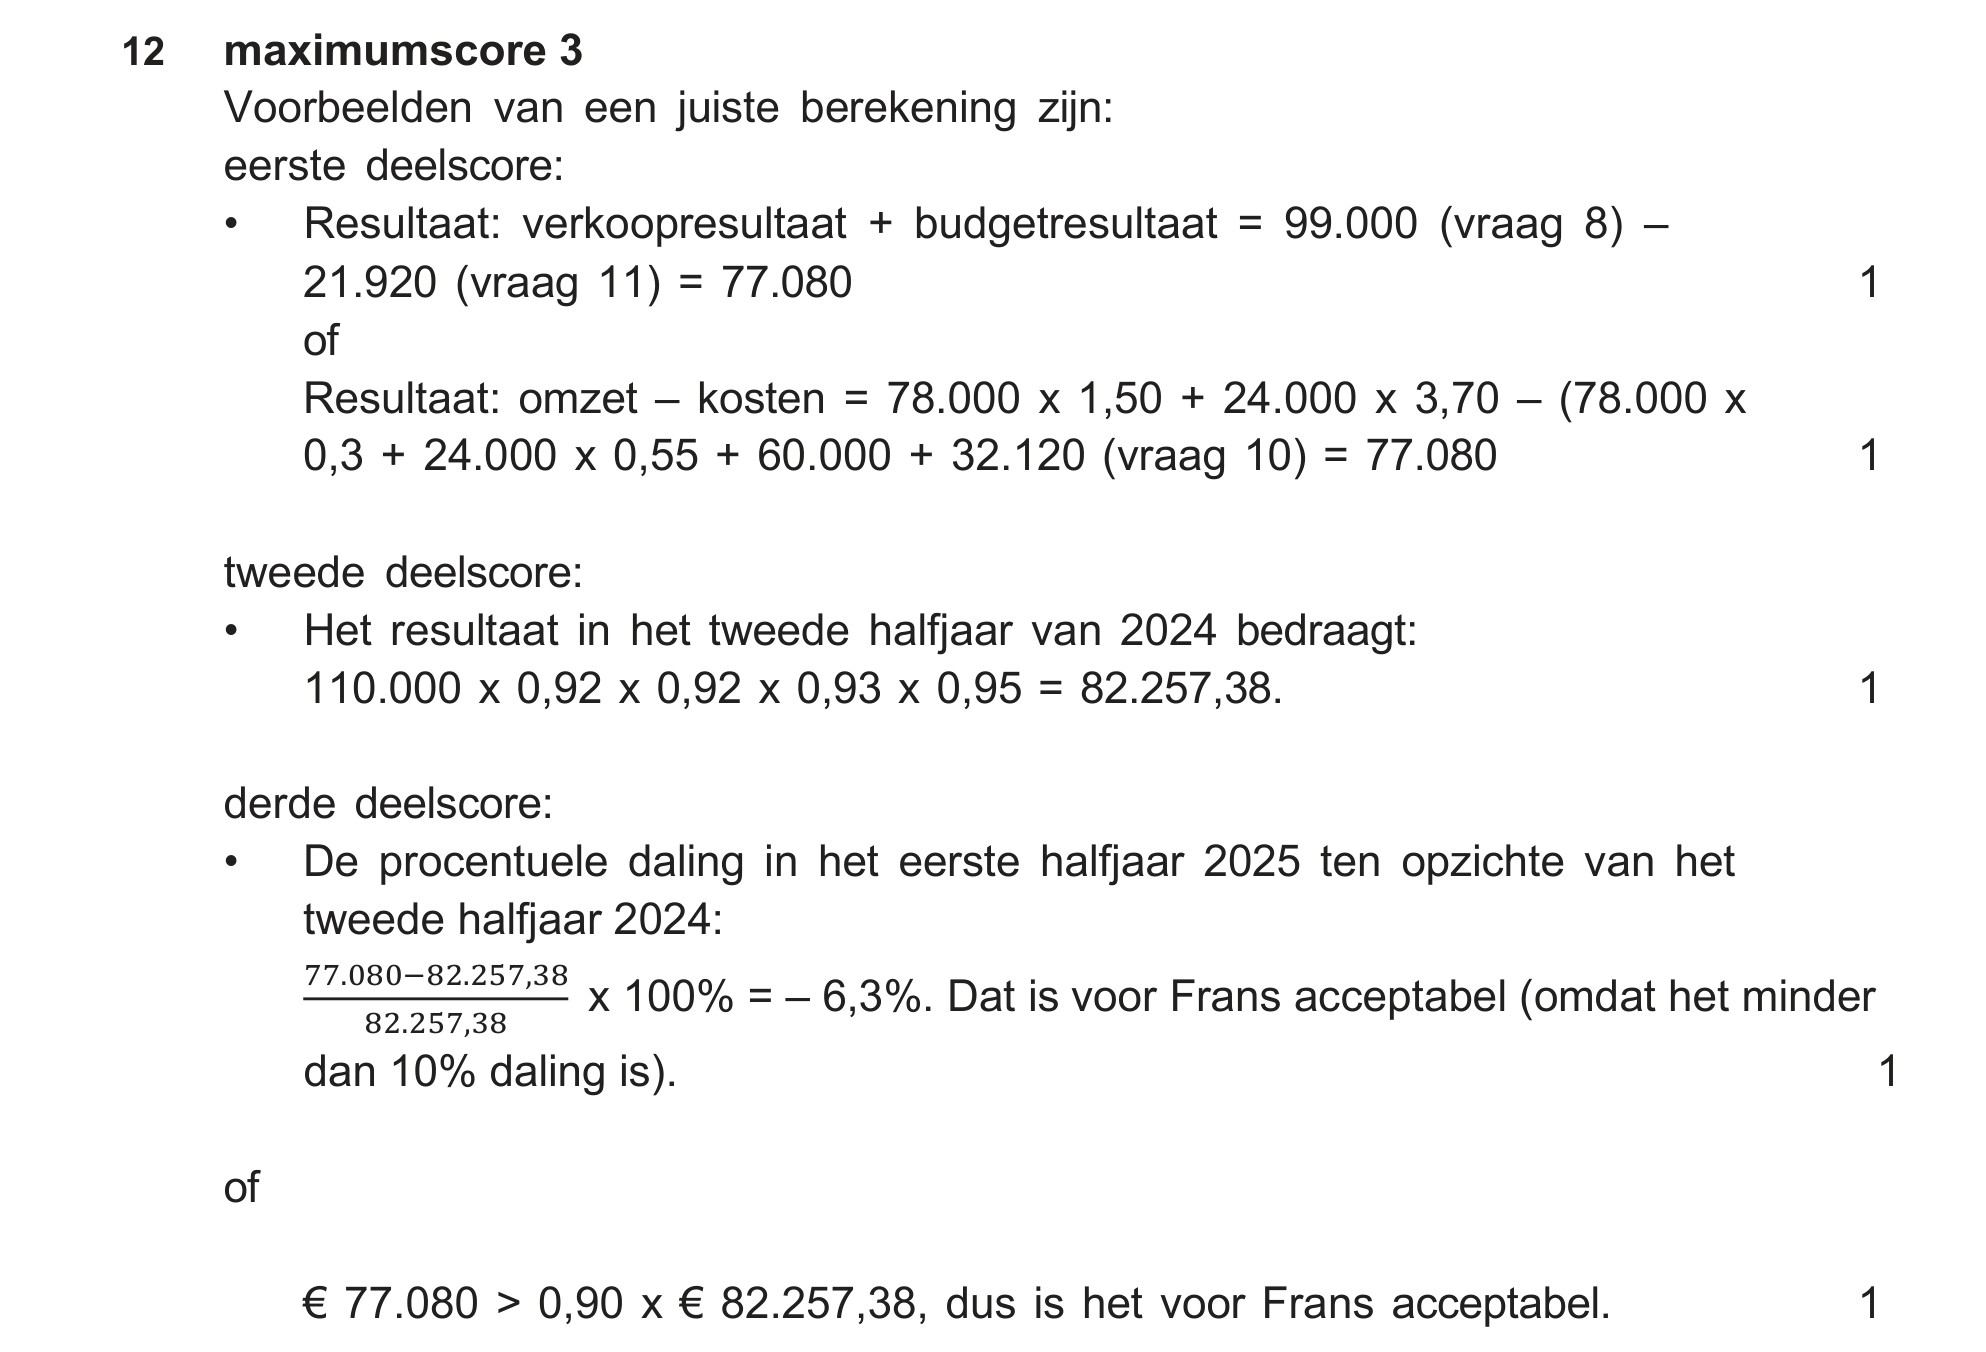 12 maximumscore 3
Voorbeelden van een juiste berekening zijn:
eerste deelscore:
• Resultaat: verkoopresultaat + budgetresultaat = 99.000 (vraag 8) –
21.920 (vraag 11) = 77.080 1
of
Resultaat: omzet – kosten = 78.000 x 1,50 + 24.000 x 3,70 – (78.000 x
0,3 + 24.000 x 0,55 + 60.000 + 32.120 (vraag 10) = 77.080 1
tweede deelscore:
• Het resultaat in het tweede halfjaar van 2024 bedraagt:
110.000 x 0,92 x 0,92 x 0,93 x 0,95 = 82.257,38. 1
derde deelscore:
• De procentuele daling in het eerste halfjaar 2025 ten opzichte van het
tweede halfjaar 2024:
77.080−82.257,38
82.257,38
x 100% = – 6,3%. Dat is voor Frans acceptabel (omdat het minder
dan 10% daling is). 1
of
€ 77.080 > 0,90 x € 82.257,38, dus is het voor Frans acceptabel. 1